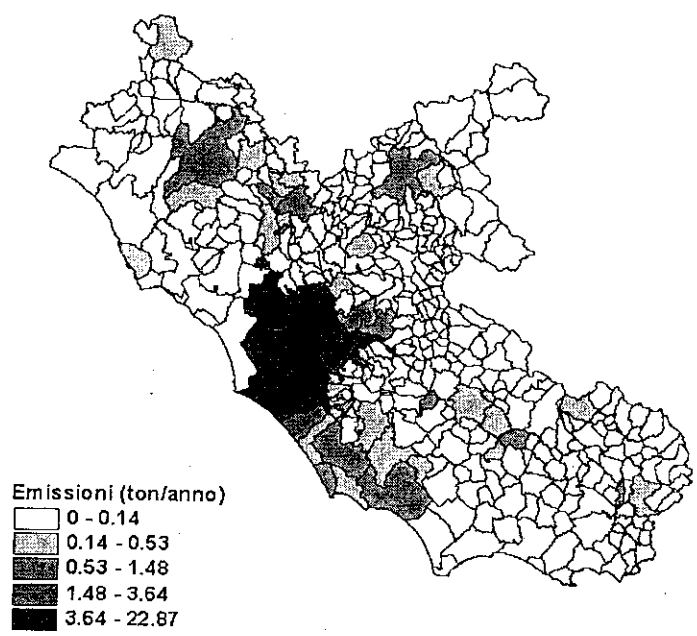 Emissioni (ton/anno)
0 - 0.14
0.14 - 0.53
0.53 - 1.48
1.48 - 3.64
3.64 - 22.87